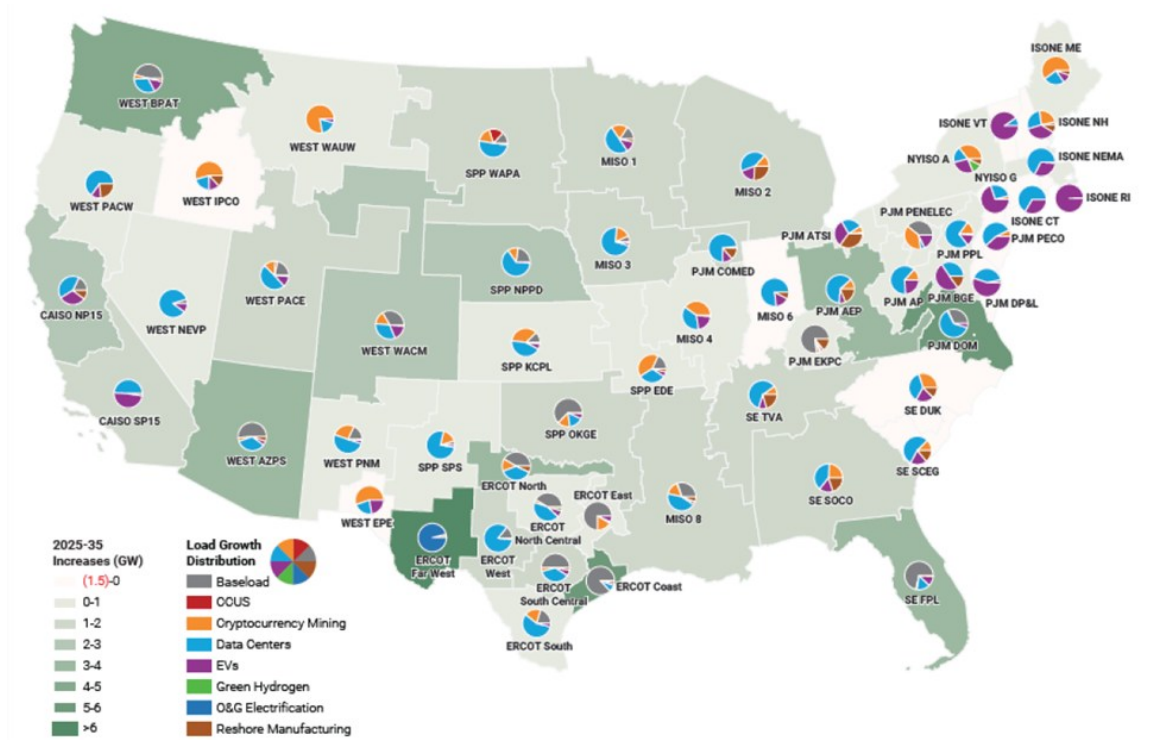 ISONE ME
WEST BPAT
ISONE VT
ISONE NH
WEST WAUW
SPP WAPA
MISO 1
MISO 2
NYISO A
ISONE NEMA
NYISO G
WEST PACW
WEST IPCO
ISONE RI
ISONE CT
PJM PENELEC
PJM ATSI
PJM PPL
PJM PECO
MISO 3
PJM COMED
WEST PACE
SPP NPPD
CAISO NP15
WEST NEVP
MISO 6
PJM AEP
PJM AP
PJM BGE
PJM DP&L
WEST WACM
MISO 4
PJM DOM
PJM EKPC
SPP KCPL
SPP EDE
CAISO SP15
SE TVA
SE DUK
SPP OKGE
WEST AZPS
WEST PNM
SPP SPS
SE SCEG
ERCOT North
ERCOT East
SE SOCO
WEST EPE
ERCOT
North Central
MISO 8
ERCOT
Far West
ERCOT
West
ERCOT
South Central
ERCOT Coast
SE FPL
ERCOT South
2025-35
Increases (GW)
(1.5)-0
0-1
1-2
2-3
3-4
4-5
5-6
>6
Load Growth
Distribution
Baseload
CCUS
Cryptocurrency Mining
Data Centers
EVs
Green Hydrogen
O&G Electrification
Reshore Manufacturing